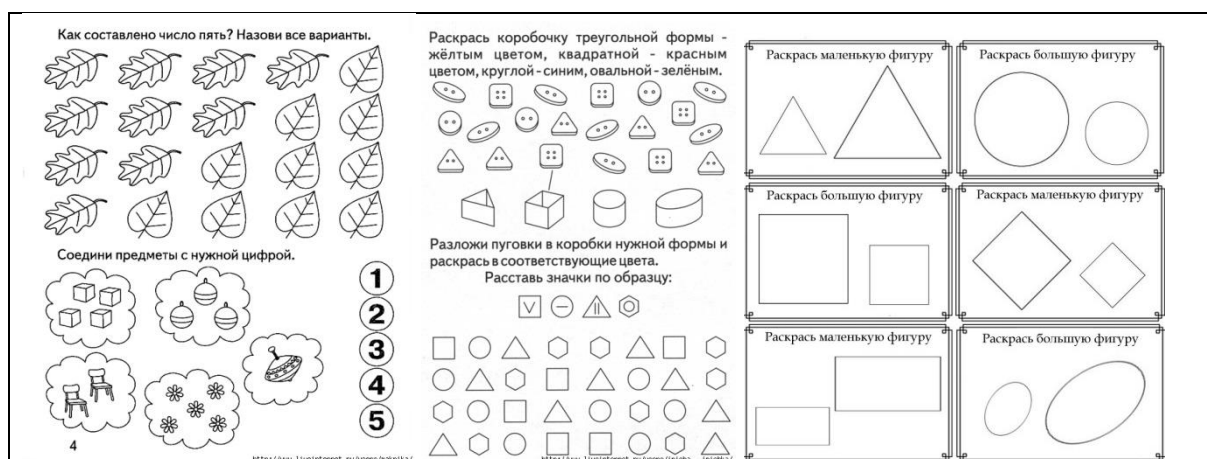 Как составлено число пять? Назови все варианты.
Соедини предметы с нужной цифрой.
1
2
3
4
5
4
Раскрась коробочку треугольной формы -
жёлтым цветом, квадратной - красным
цветом, круглой - синим, овальной - зелёным.
Разложи пуговки в коробки нужной формы и
раскрась в соответствующие цвета.
Расставь значки по образцу:
Раскрась маленькую фигуру
Раскрась большую фигуру
Раскрась большую фигуру
Раскрась маленькую фигуру
Раскрась маленькую фигуру
Раскрась большую фигуру